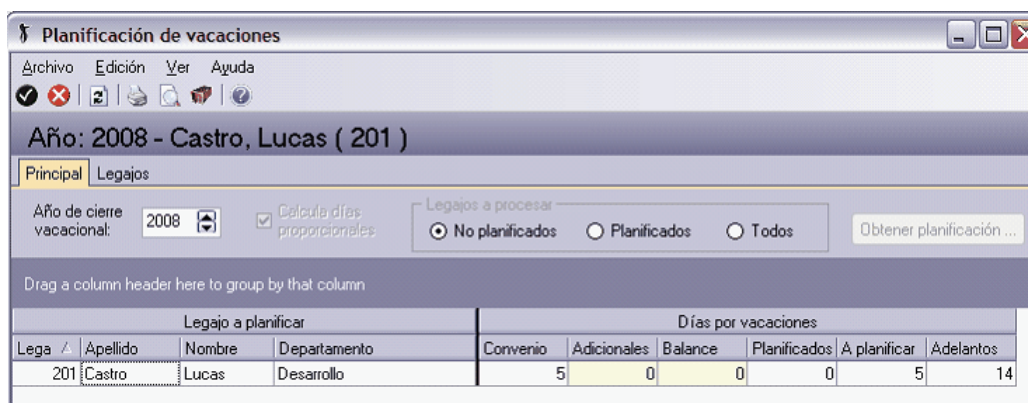 Planificación de vacaciones
Archivo Edición Ver Ayuda
Año: 2008 - Castro, Lucas ( 201 )
Principal Legajos
Año de cierre vacacional: 2008
Calcula días proporcionales
Legajos a procesar
No planificados Planificados Todos
Obtener planificación ...
Drag a column header here to group by that column
Legajo a planificar Días por vacaciones
Lega Apellido Nombre Departamento Convenio Adicionales Balance Planificados A planificar Adelantos
201 Castro Lucas Desarrollo 5 0 0 0 5 14